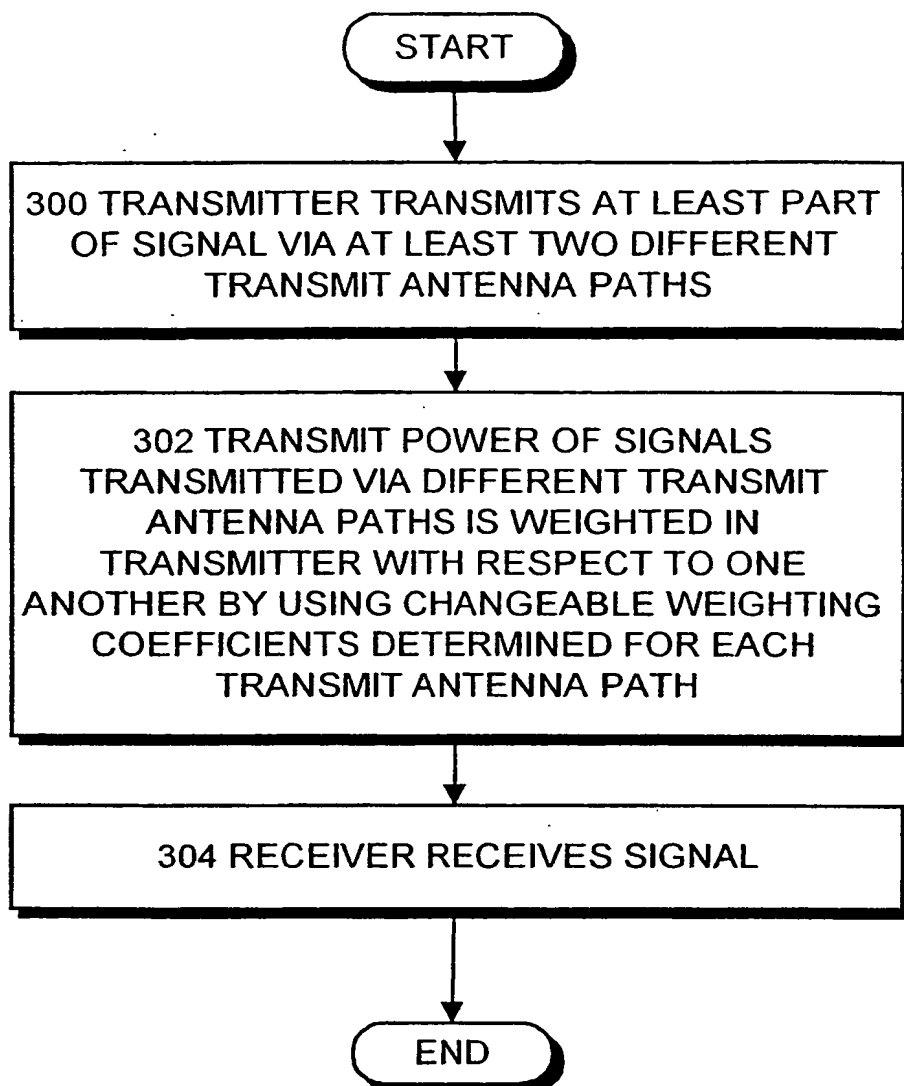 START
300 TRANSMITTER TRANSMITS AT LEAST PART
OF SIGNAL VIA AT LEAST TWO DIFFERENT
TRANSMIT ANTENNA PATHS
302 TRANSMIT POWER OF SIGNALS
TRANSMITTED VIA DIFFERENT TRANSMIT
ANTENNA PATHS IS WEIGHTED IN
TRANSMITTER WITH RESPECT TO ONE
ANOTHER BY USING CHANGEABLE WEIGHTING
COEFFICIENTS DETERMINED FOR EACH
TRANSMIT ANTENNA PATH
304 RECEIVER RECEIVES SIGNAL
END